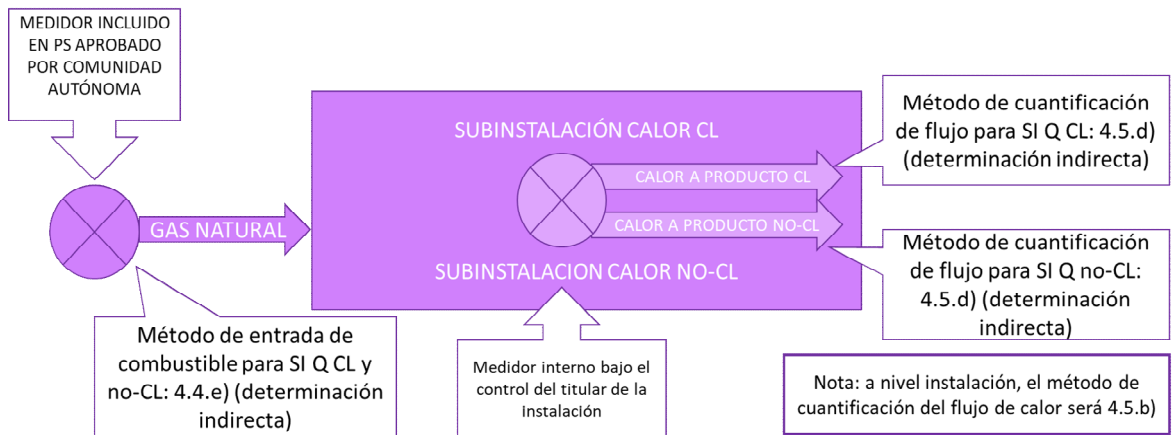 MEDIDOR INCLUIDO
EN PS APROBADO
POR COMUNIDAD
AUTÓNOMA
GAS NATURAL
Método de entrada de
combustible para SI Q CL y
no-CL: 4.4.e) (determinación
indirecta)
SUBINSTALACIÓN CALOR CL
CALOR A PRODUCTO CL
CALOR A PRODUCTO NO-CL
SUBINSTALACION CALOR NO-CL
Medidor interno bajo el
control del titular de la
Instalación
Método de cuantificación
de flujo para SI Q CL: 4.5.d)
(determinación indirecta)
Método de cuantificación
de flujo para SI Q no-CL:
4.5.d) (determinación
indirecta)
Nota: a nivel instalación, el método de
cuantificación del flujo de calor será 4.5.b)